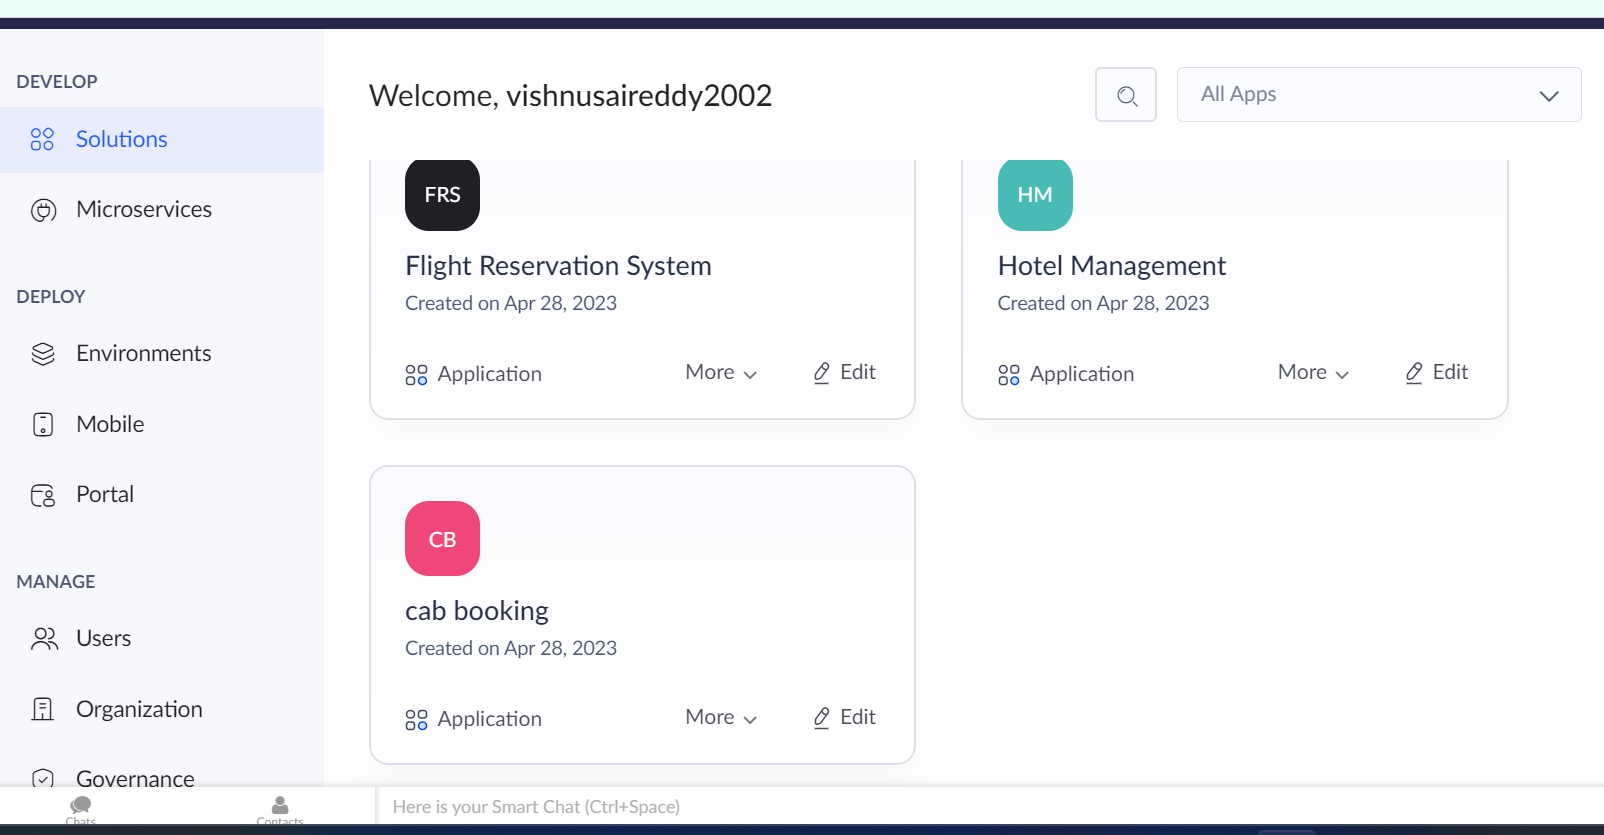 DEVELOP
Solutions
Microservices
DEPLOY
Environments
Mobile
Portal
MANAGE
Users
Organization
Governance
Chats
Contacts
Welcome, vishnusaireddy2002
All Apps
FRS
Flight Reservation System
Created on Apr 28, 2023
Application More Edit
HM
Hotel Management
Created on Apr 28, 2023
Application More Edit
CB
cab booking
Created on Apr 28, 2023
Application More Edit
Here is your Smart Chat (Ctrl+Space)